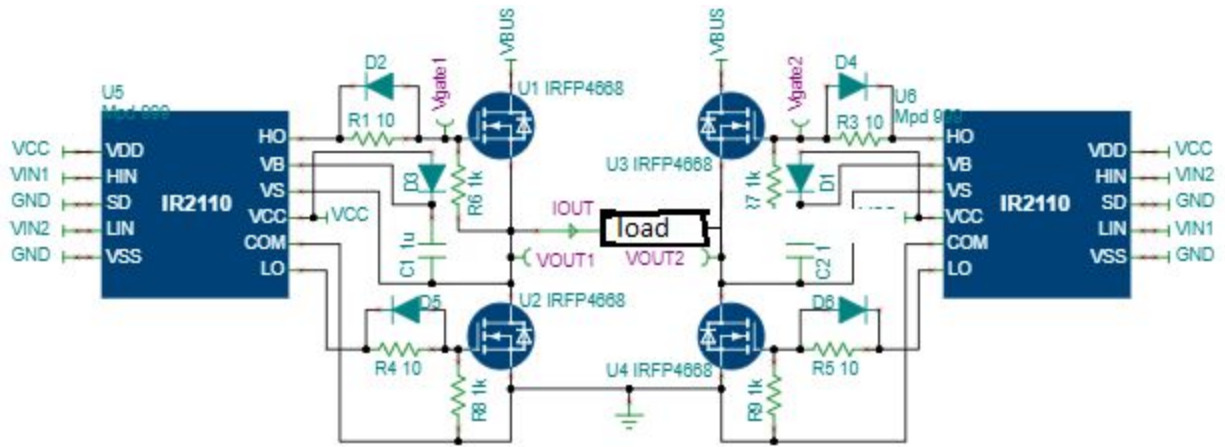 VBUS
VBUS
D2
Vgate1
U1 IRFP4668
Vgate2
D4
U5
Mpd 999
R1 10
U3 IRFP4668
R3 10
U6
Mpd 999
VCC
VIN1
GND
VIN2
GND
VDD
HIN
SD
LIN
VSS
IR2110
HO
VB
VS
VCC
COM
LO
VCC
D3
R6 1k
C1 1u
IOUT
load
VOUT1
VOUT2
1k
D1
C2 1
HO
VB
VS
VCC
COM
LO
IR2110
VDD
HIN
SD
LIN
VSS
VCC
VIN2
GND
VIN1
GND
D5
R4 10
R8 1k
U2 IRFP4668
U4 IRFP4668
D6
R5 10
R9 1k